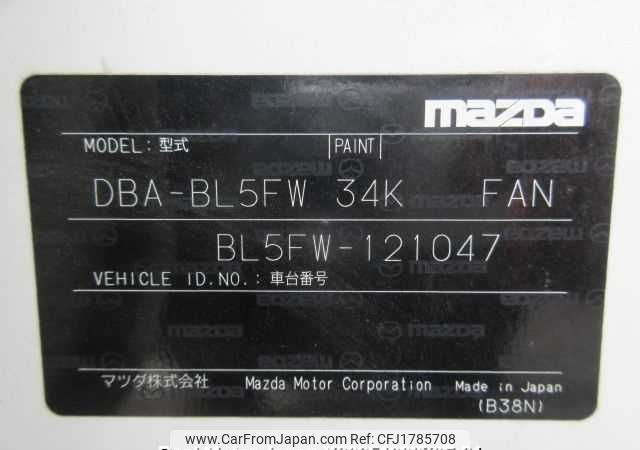 mazda
MODEL: 型式 PAINT
DBA-BL5FW 34K FAN
BL5FW-121047
VEHICLE ID.NO.: 車台番号
マツダ株式会社 Mazda Motor Corporation Made in Japan
(B38N)
www.CarFromJapan.com Ref: CFJ1785708